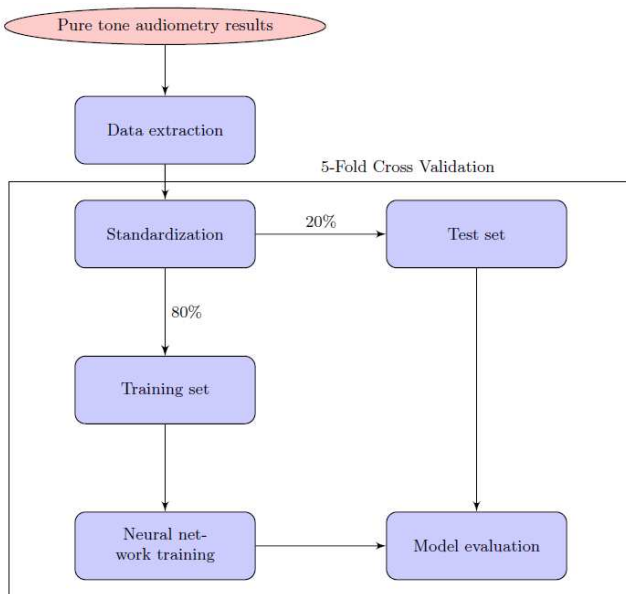 Pure tone audiometry results
Data extraction
5-Fold Cross Validation
Standardization
20%
Test set
80%
Training set
Neural net-
work training
Model evaluation